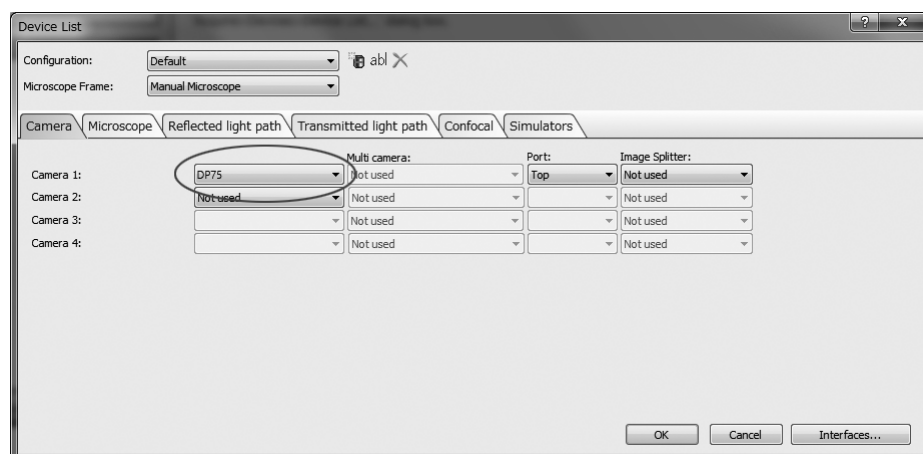 Device List
Configuration: Default abl
Microscope Frame: Manual Microscope
Camera Microscope Reflected light path Transmitted light path Confocal Simulators
Multi camera: Port: Image Splitter:
Camera 1: DP75 Not used Top Not used
Camera 2: Not used Not used Not used
Camera 3: Not used Not used
Camera 4: Not used Not used
OK Cancel Interfaces...